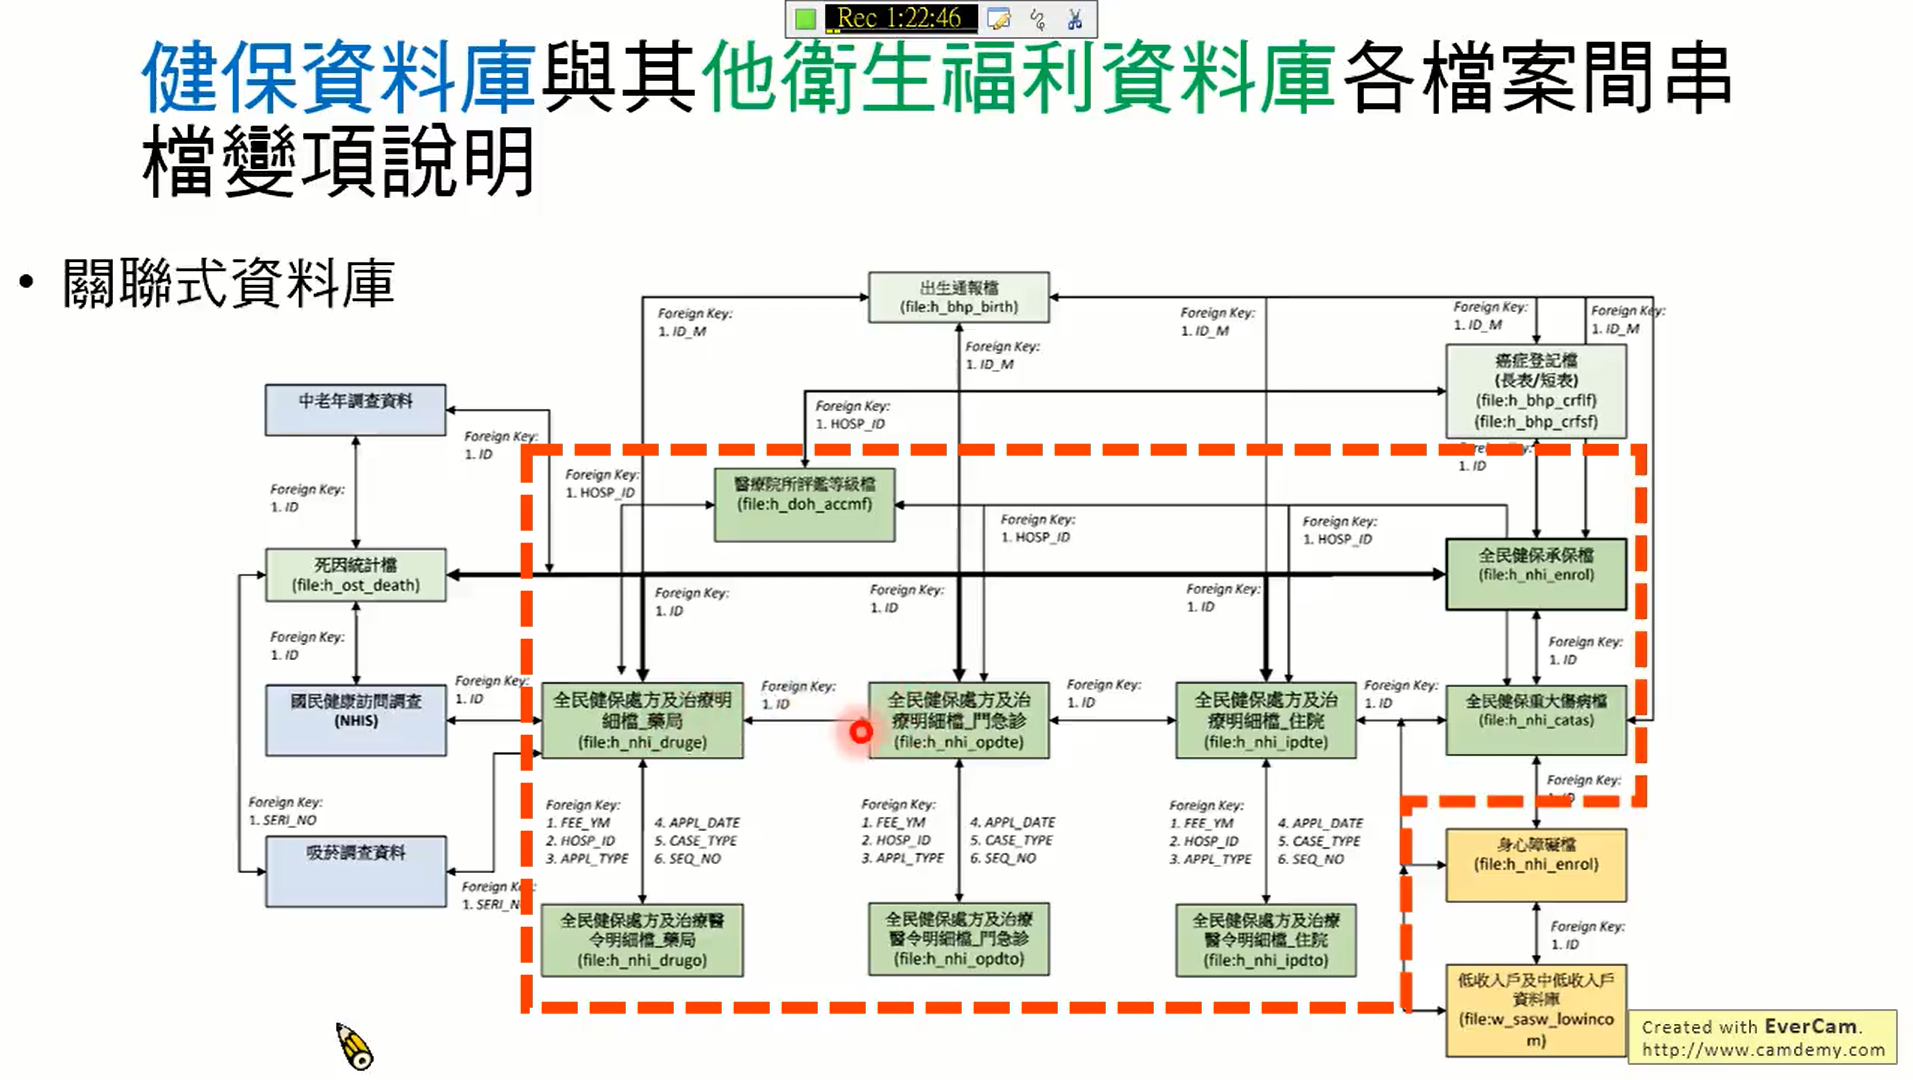 Rec 1:22:46
健保資料庫與其他衛生福利資料庫各檔案間串
檔變項說明
• 關聯式資料庫
出生通報檔
(file:h_bhp_birth)
Foreign Key:
1. ID_M
Foreign Key:
1. ID_M
Foreign Key:
1. ID_M
Foreign Key:
1. ID_M
Foreign Key:
1. ID_M
癌症登記檔
(長表/短表)
(file:h_bhp_crflf)
(file:h_bhp_crfsf)
中老年調查資料
Foreign Key:
1. HOSP_ID
Foreign Key:
1. ID
1. ID
Foreign Key:
1. ID
Foreign Key:
1. HOSP_ID
醫療院所評鑑等級檔
(file:h_doh_accmf)
Foreign Key:
1. HOSP_ID
Foreign Key:
1. HOSP_ID
死因統計檔
(file:h_ost_death)
全民健保承保檔
(file:h_nhi_enrol)
Foreign Key:
1. ID
Foreign Key:
1. ID
Foreign Key:
1. ID
Foreign Key:
1. ID
Foreign Key:
1. ID
國民健康訪問調查
(NHIS)
Foreign Key:
1. ID
全民健保處方及治療明
細檔_藥局
(file:h_nhi_druge)
Foreign Key:
1. ID
全民健保處方及治
療明細檔_門急診
(file:h_nhi_opdte)
Foreign Key:
1. ID
全民健保處方及治
療明細檔_住院
(file:h_nhi_ipdte)
Foreign Key:
1. ID
全民健保重大傷病檔
(file:h_nhi_catas)
Foreign Key:
1. ID
Foreign Key:
1. SERI_NO
吸菸調查資料
Foreign Key:
1. SERI_N
Foreign Key:
1. FEE_YM
2. HOSP_ID
3. APPL_TYPE
4. APPL_DATE
5. CASE_TYPE
6. SEQ_NO
Foreign Key:
1. FEE_YM
2. HOSP_ID
3. APPL_TYPE
4. APPL_DATE
5. CASE_TYPE
6. SEQ_NO
Foreign Key:
1. FEE_YM
2. HOSP_ID
3. APPL_TYPE
4. APPL_DATE
5. CASE_TYPE
6. SEQ_NO
身心障礙檔
(file:h_nhi_enrol)
全民健保處方及治療醫
令明細檔_藥局
(file:h_nhi_drugo)
全民健保處方及治療
醫令明細檔_門急診
(file:h_nhi_opdto)
全民健保處方及治療
醫令明細檔_住院
(file:h_nhi_ipdto)
Foreign Key:
1. ID
低收入戶及中低收入戶
資料庫
(file:w_sasw_lowinco
m)
Created with EverCam.
http://www.camdemy.com